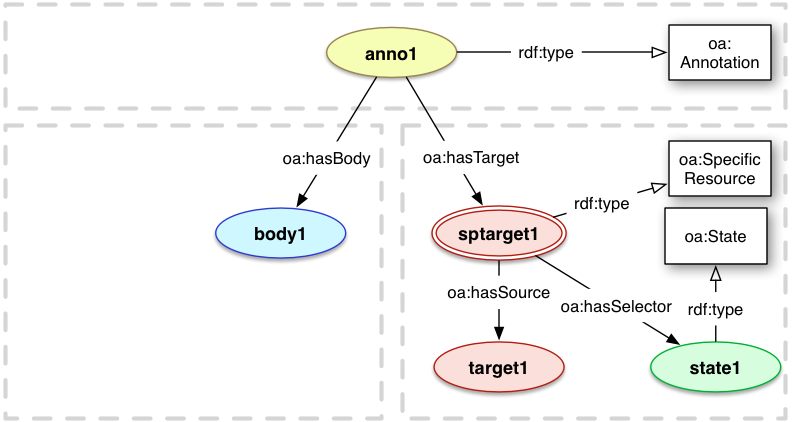 anno1
rdf:type
oa:
Annotation
oa:hasBody
oa:hasTarget
oa:Specific
Resource
rdf:type
body1
sptarget1
oa:State
oa:hasSource
oa:hasSelector
rdf:type
target1
state1